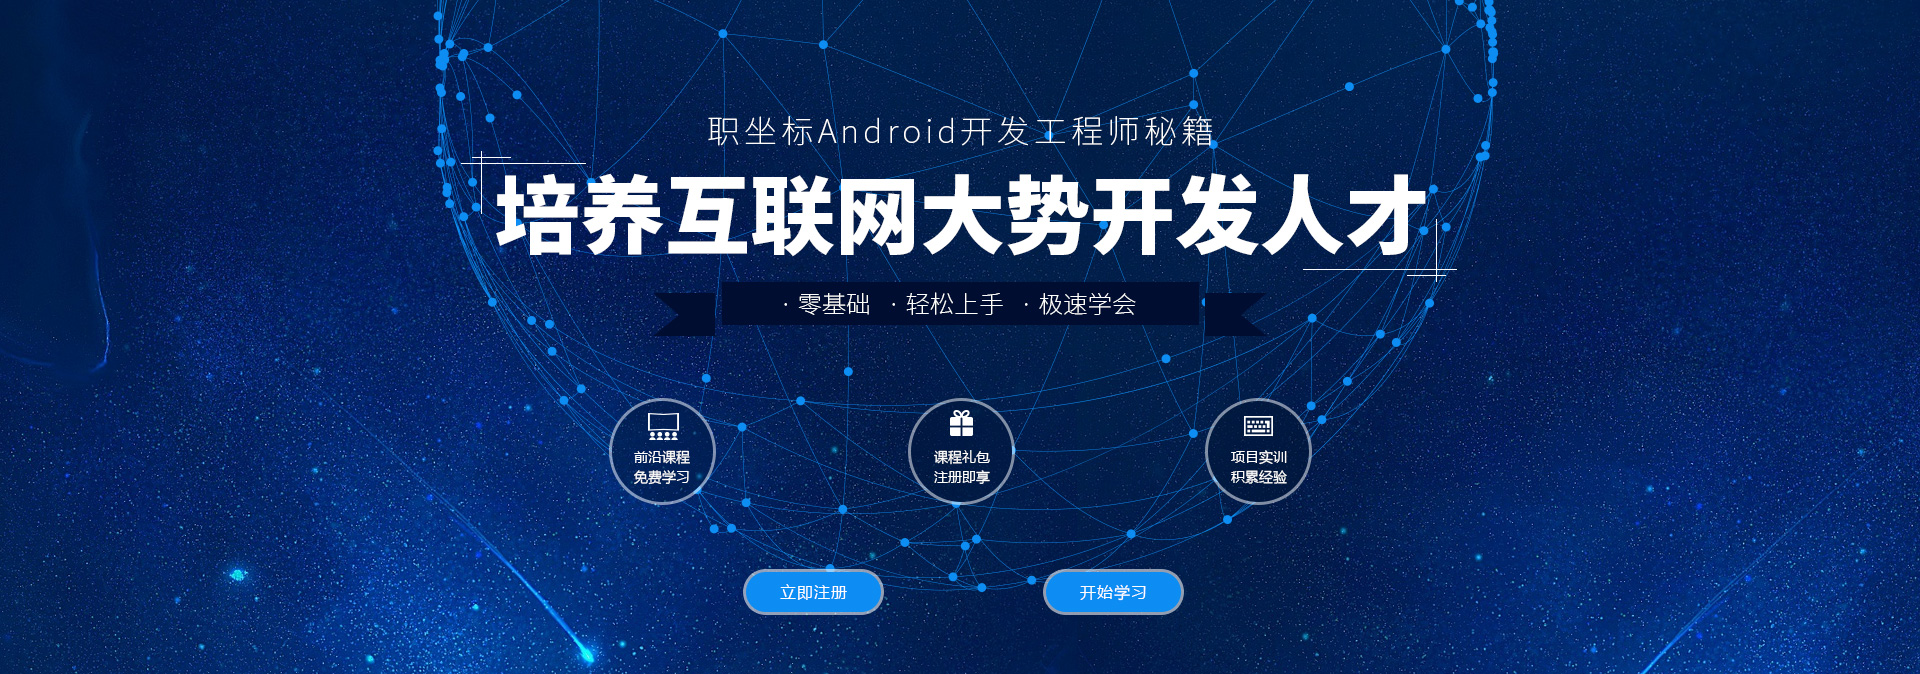 职坐标Android开发工程师秘籍
培养互联网大势开发人才
·零基础 ·轻松上手 ·极速学会
前沿课程
免费学习
课程礼包
注册即享
项目实训
积累经验
立即注册
开始学习